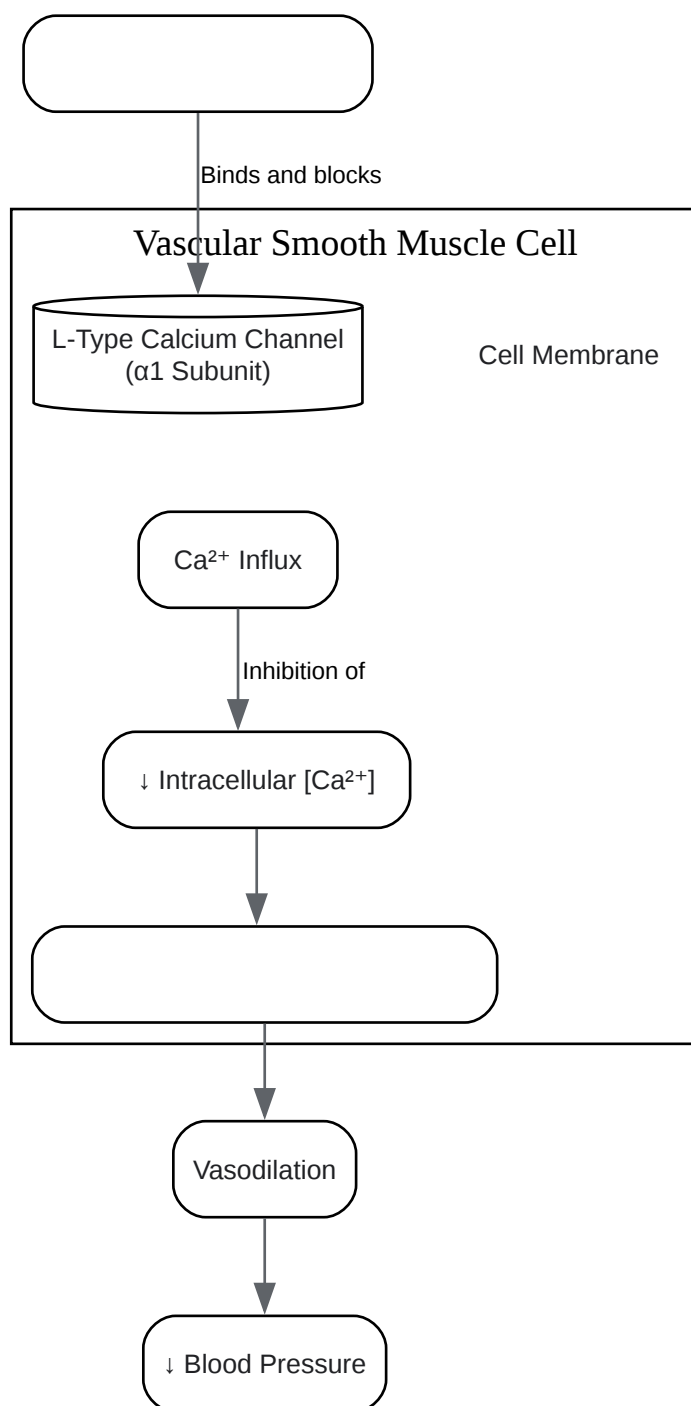 Binds and blocks
Vascular Smooth Muscle Cell
L-Type Calcium Channel
(α1 Subunit)
Cell Membrane
Ca²⁺ Influx
Inhibition of
↓ Intracellular [Ca²⁺]
Vasodilation
↓ Blood Pressure